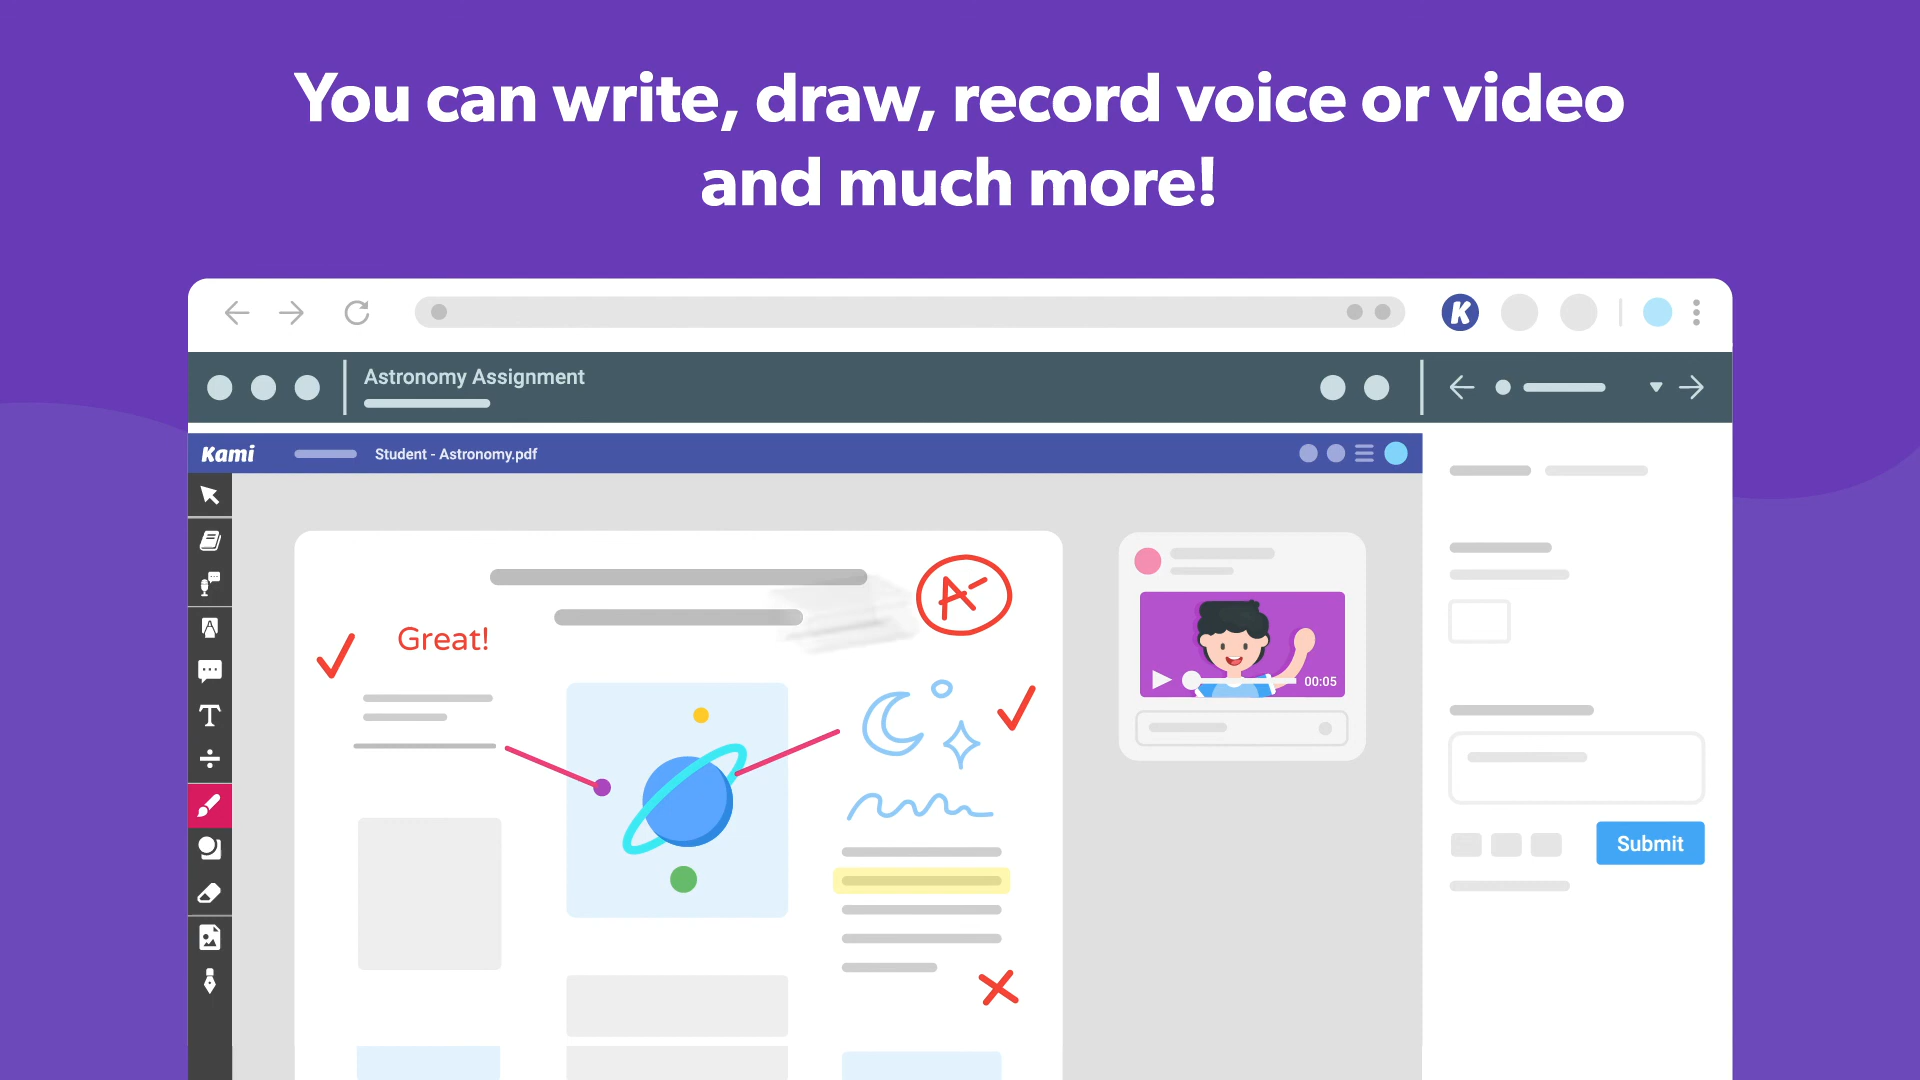 You can write, draw, record voice or video
and much more!
K
Astronomy Assignment
Kami
Student - Astronomy.pdf
A-
Great!
00:05
Submit